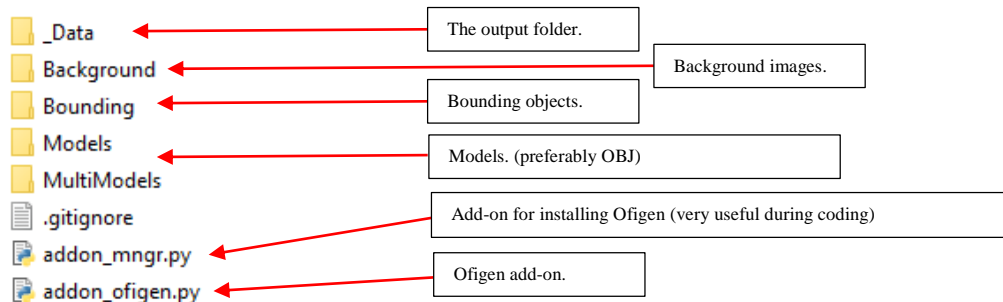 _Data
The output folder.
Background
Background images.
Bounding
Bounding objects.
Models
Models. (preferably OBJ)
MultiModels
.gitignore
Add-on for installing Ofigen (very useful during coding)
addon_mngr.py
Ofigen add-on.
addon_ofigen.py